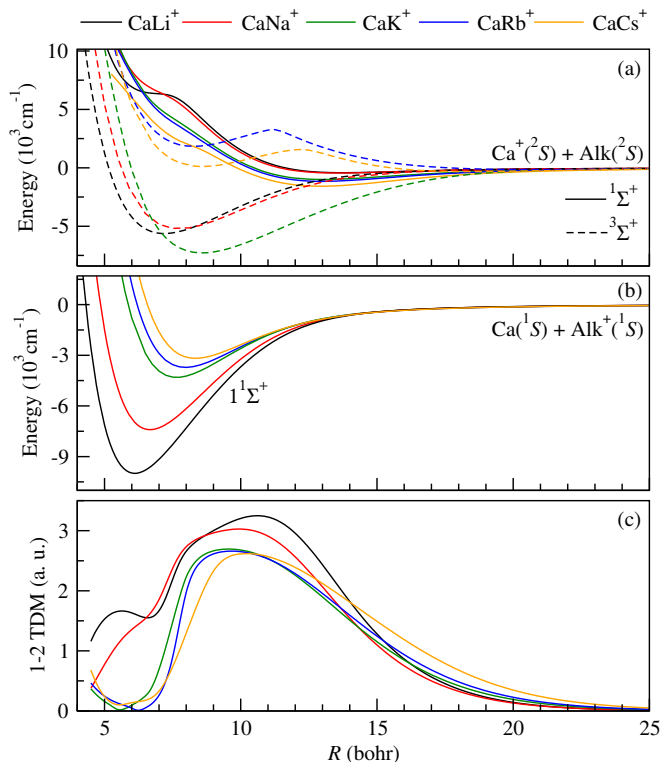 CaLi⁺ CaNa⁺ CaK⁺ CaRb⁺ CaCs⁺
(a)
10
5
0
-5
Energy (10³ cm⁻¹)
Ca⁺(²S) + Alk(²S)
¹Σ⁺
³Σ⁺
(b)
0
-3
-6
-9
Energy (10³ cm⁻¹)
Ca(¹S) + Alk⁺(¹S)
1¹Σ⁺
(c)
3
2
1
0
1-2 TDM (a. u.)
5 10 15 20 25
R (bohr)